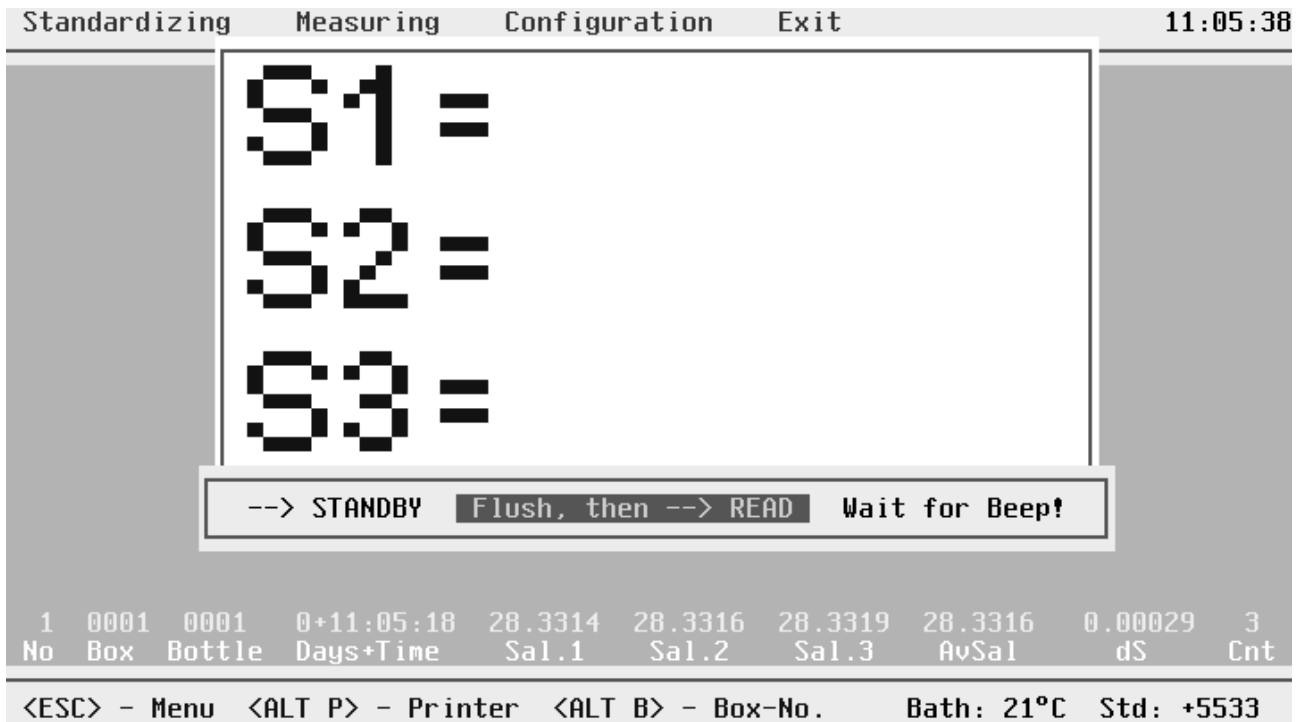 Standardizing Measuring Configuration Exit 11:05:38
S1 =
S2 =
S3 =
--> STANDBY Flush, then --> READ Wait for Beep!
1 0001 0001 0+11:05:18 28.3314 28.3316 28.3319 28.3316 0.00029 3
No Box Bottle Days+Time Sal.1 Sal.2 Sal.3 AvSal dS Cnt
<ESC> - Menu <ALT P> - Printer <ALT B> - Box-No. Bath: 21°C Std: +5533